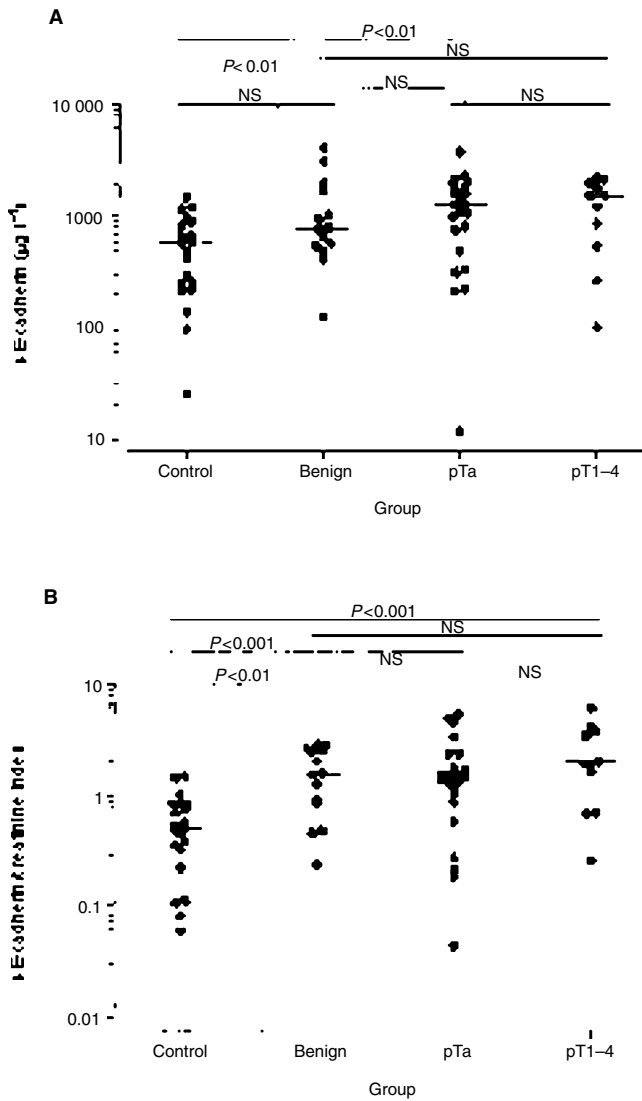 A
P<0.01
NS
P<0.01
NS
NS
NS
10 000
1000
100
10
Control Benign pTa pT1–4
Group
B
P<0.001
NS
P<0.001
NS
NS
P<0.01
10
1
0.1
0.01
Control Benign pTa pT1–4
Group